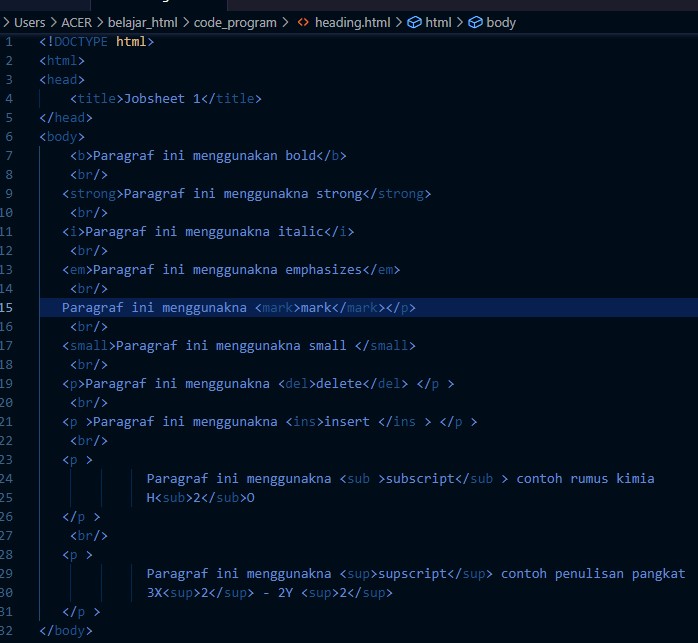 Users > ACER > belajar_html > code_program > <> heading.html > html > body
1 <!DOCTYPE html>
2 <html>
3 <head>
4 <title>Jobsheet 1</title>
5 </head>
6 <body>
7 <b>Paragraf ini menggunakan bold</b>
8 <br/>
9 <strong>Paragraf ini menggunakna strong</strong>
10 <br/>
11 <i>Paragraf ini menggunakna italic</i>
12 <br/>
13 <em>Paragraf ini menggunakna emphasizes</em>
14 <br/>
15 Paragraf ini menggunakna <mark>mark</mark></p>
16 <br/>
17 <small>Paragraf ini menggunakna small </small>
18 <br/>
19 <p>Paragraf ini menggunakna <del>delete</del> </p >
20 <br/>
21 <p >Paragraf ini menggunakna <ins>insert </ins > </p >
22 <br/>
23 <p >
24 Paragraf ini menggunakna <sub >subscript</sub > contoh rumus kimia
25 H<sub>2</sub>O
26 </p >
27 <br/>
28 <p >
29 Paragraf ini menggunakna <sup>supscript</sup> contoh penulisan pangkat
30 3X<sup>2</sup> - 2Y <sup>2</sup>
31 </p >
32 </body>